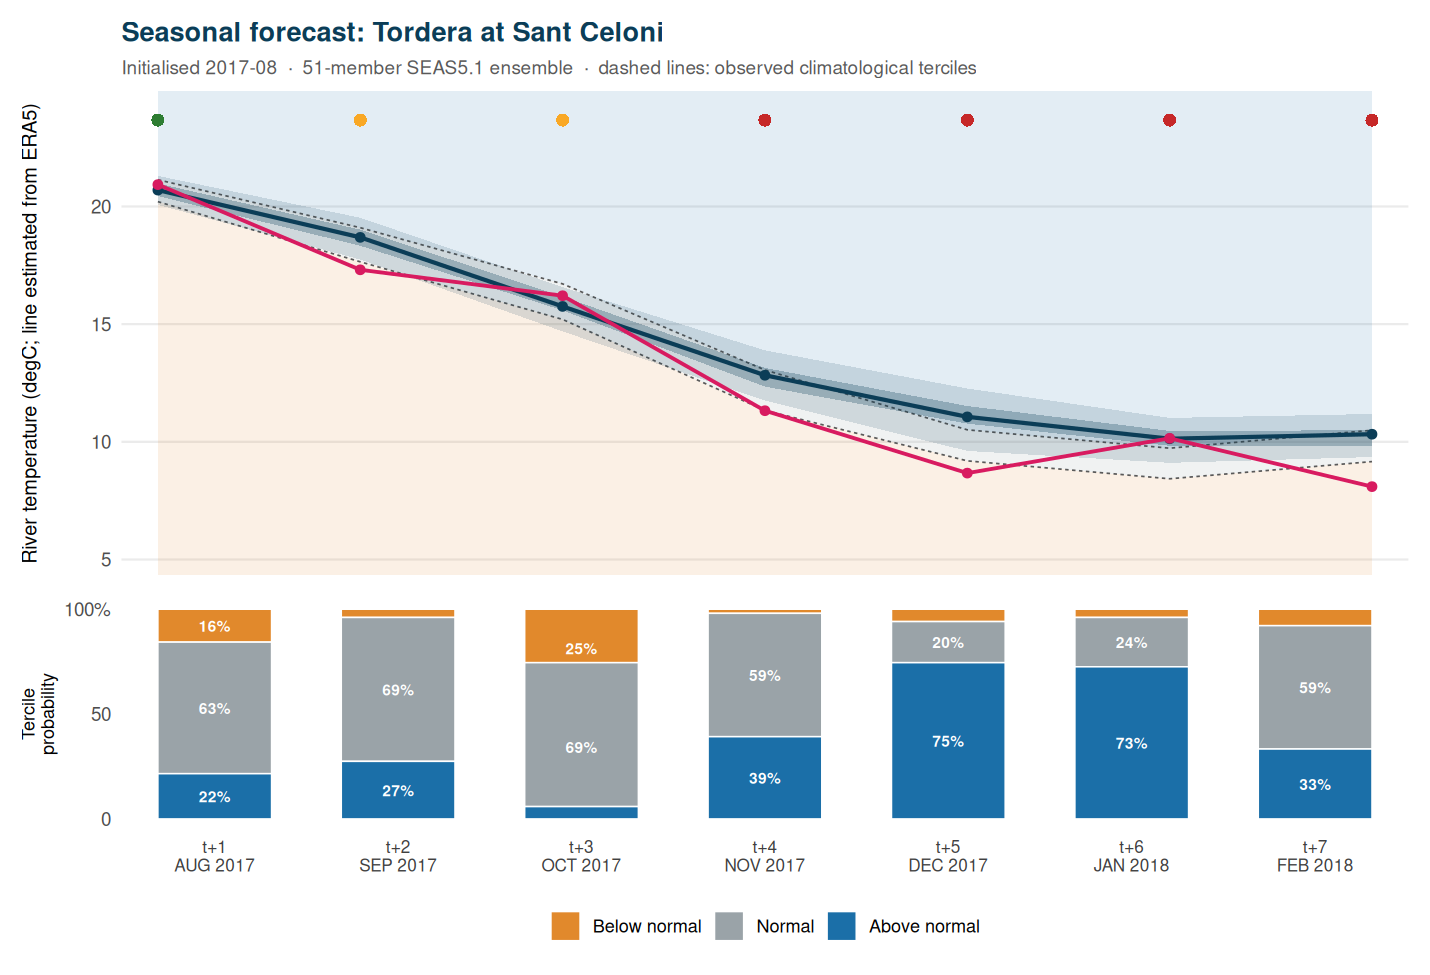 Seasonal forecast: Tordera at Sant Celoni
Initialised 2017-08 · 51-member SEAS5.1 ensemble · dashed lines: observed climatological terciles
River temperature (degC; line estimated from ERA5)
20
15
10
5
Tercile
probability
100%
50
0
16%
63%
22%
69%
27%
25%
69%
59%
39%
20%
75%
24%
73%
59%
33%
t+1
AUG 2017
t+2
SEP 2017
t+3
OCT 2017
t+4
NOV 2017
t+5
DEC 2017
t+6
JAN 2018
t+7
FEB 2018
Below normal
Normal
Above normal